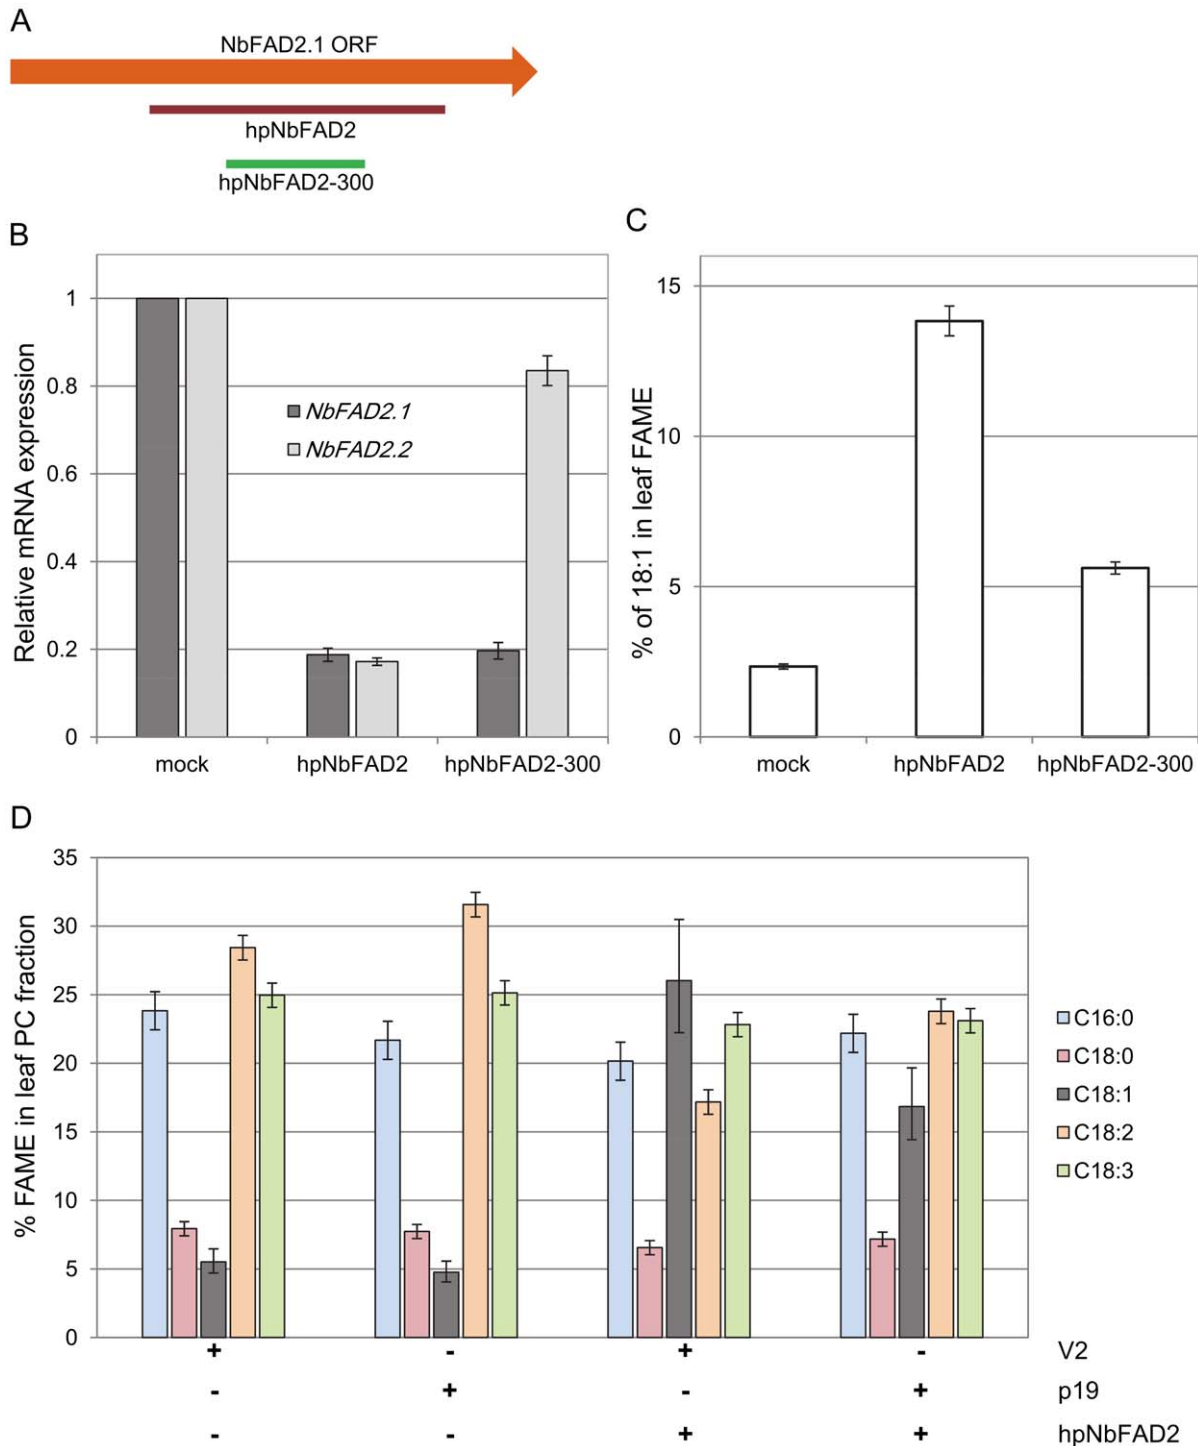 A
NbFAD2.1 ORF
hpNbFAD2
hpNbFAD2-300
B
Relative mRNA expression
1
0.8
0.6
0.4
0.2
0
NbFAD2.1
NbFAD2.2
mock hpNbFAD2 hpNbFAD2-300
C
% of 18:1 in leaf FAME
15
10
5
0
mock hpNbFAD2 hpNbFAD2-300
D
% FAME in leaf PC fraction
35
30
25
20
15
10
5
0
C16:0
C18:0
C18:1
C18:2
C18:3
+ - + - V2
- + - + p19
- - + + hpNbFAD2